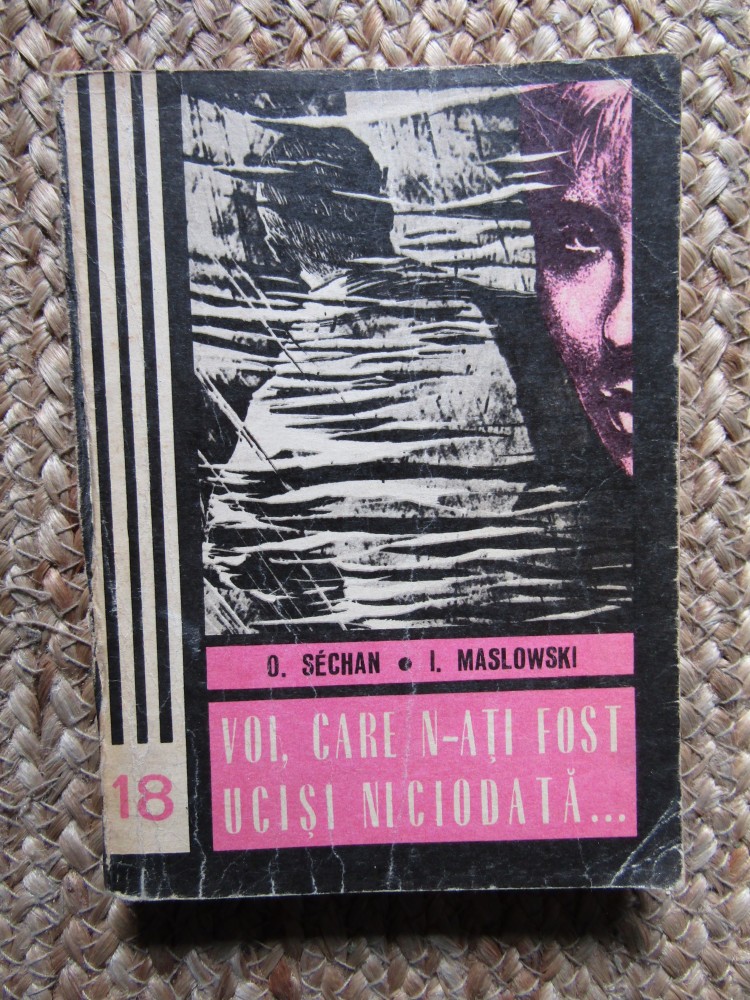 O. SÉCHAN • I. MASLOWSKI
VOI, CARE N-AȚI FOST
UCIȘI NICIODATĂ...
18